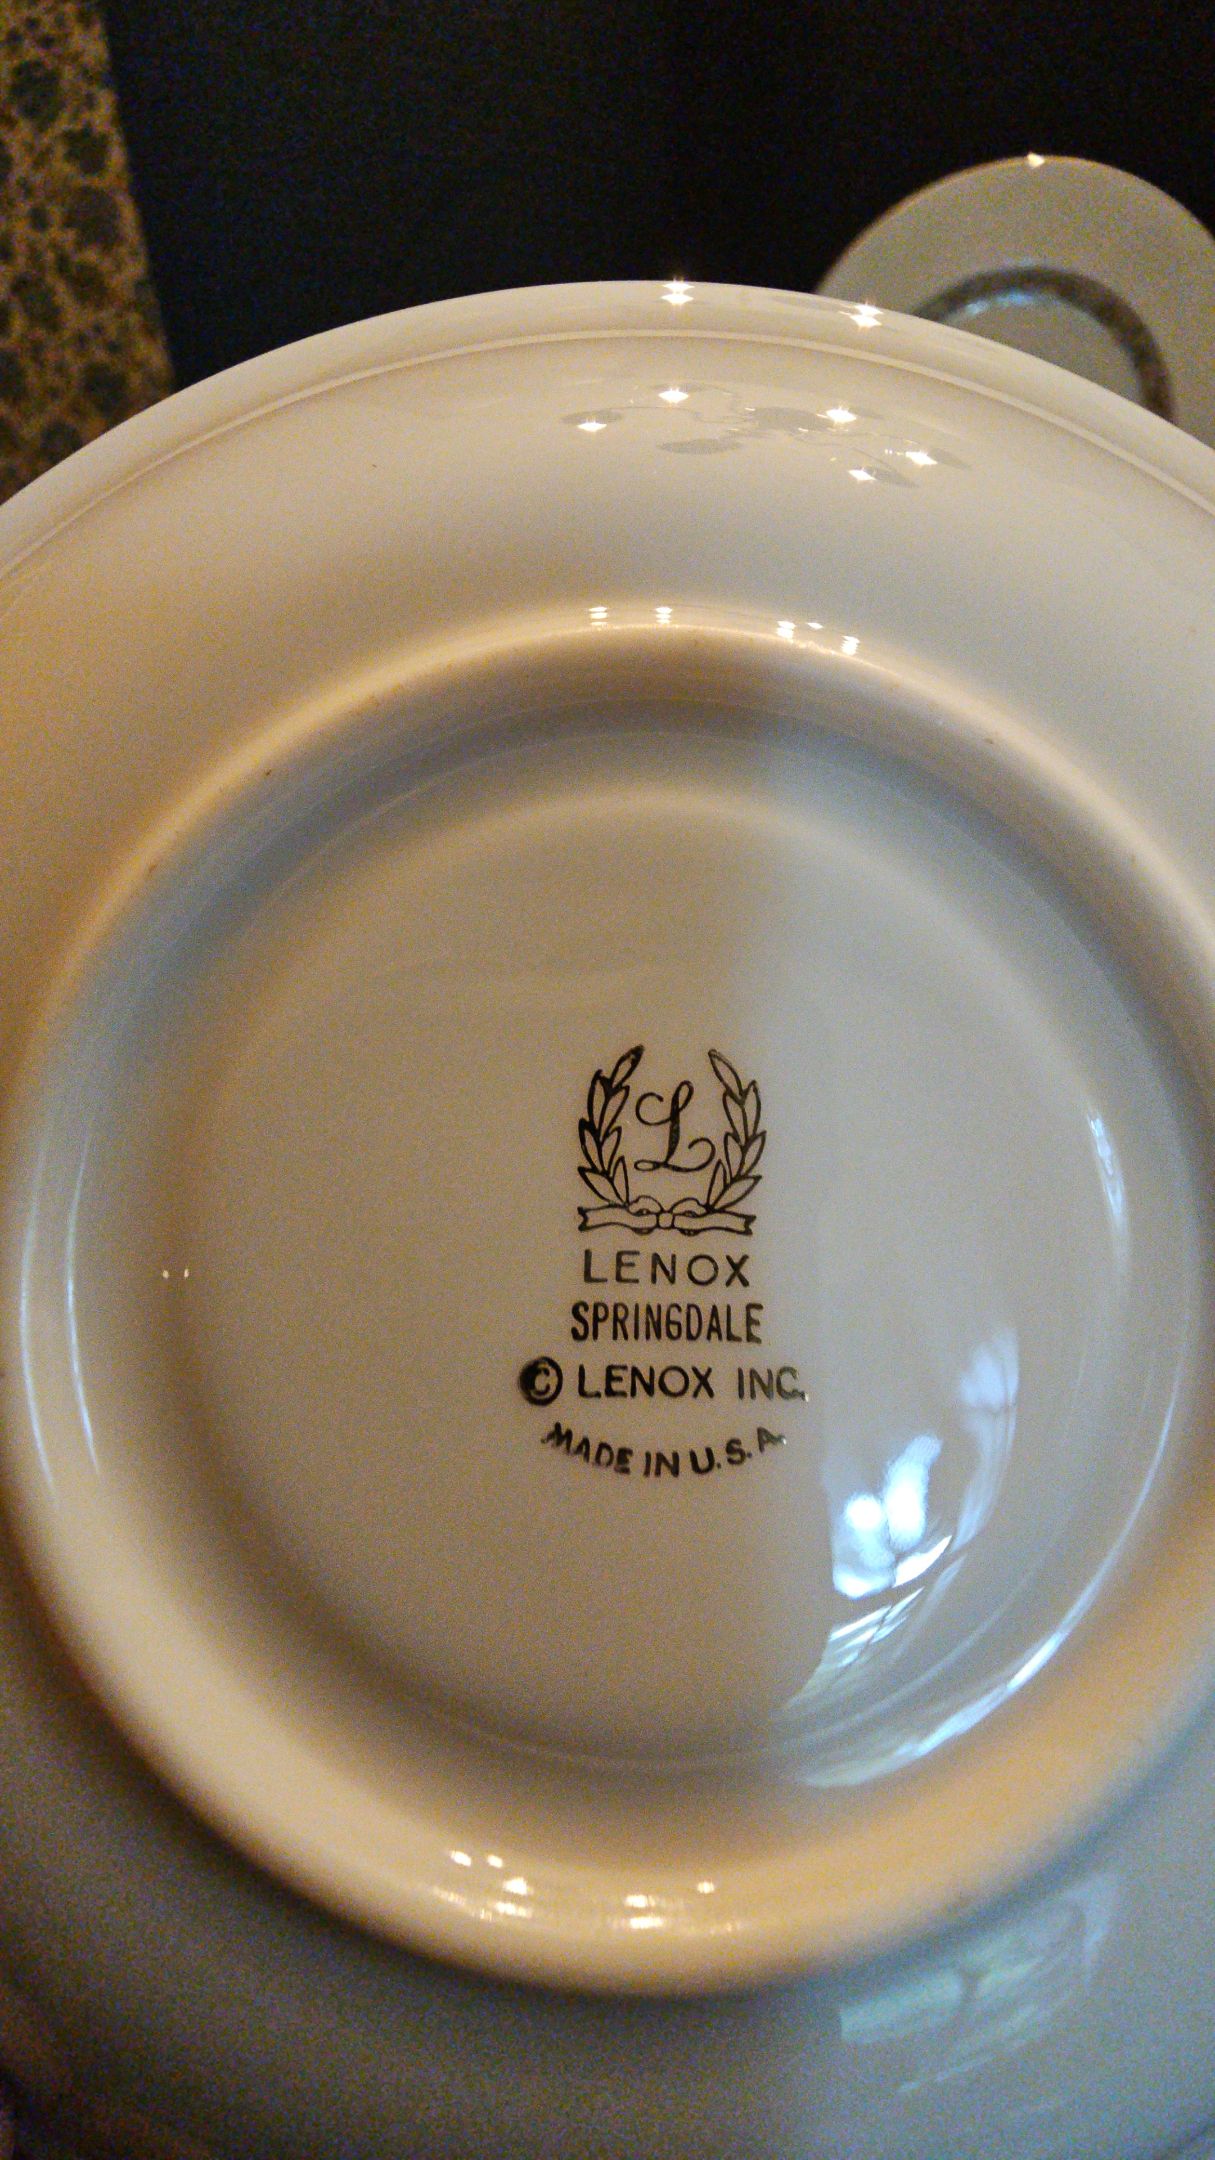 L
LENOX
SPRINGDALE
© LENOX INC.
MADE IN U.S.A.